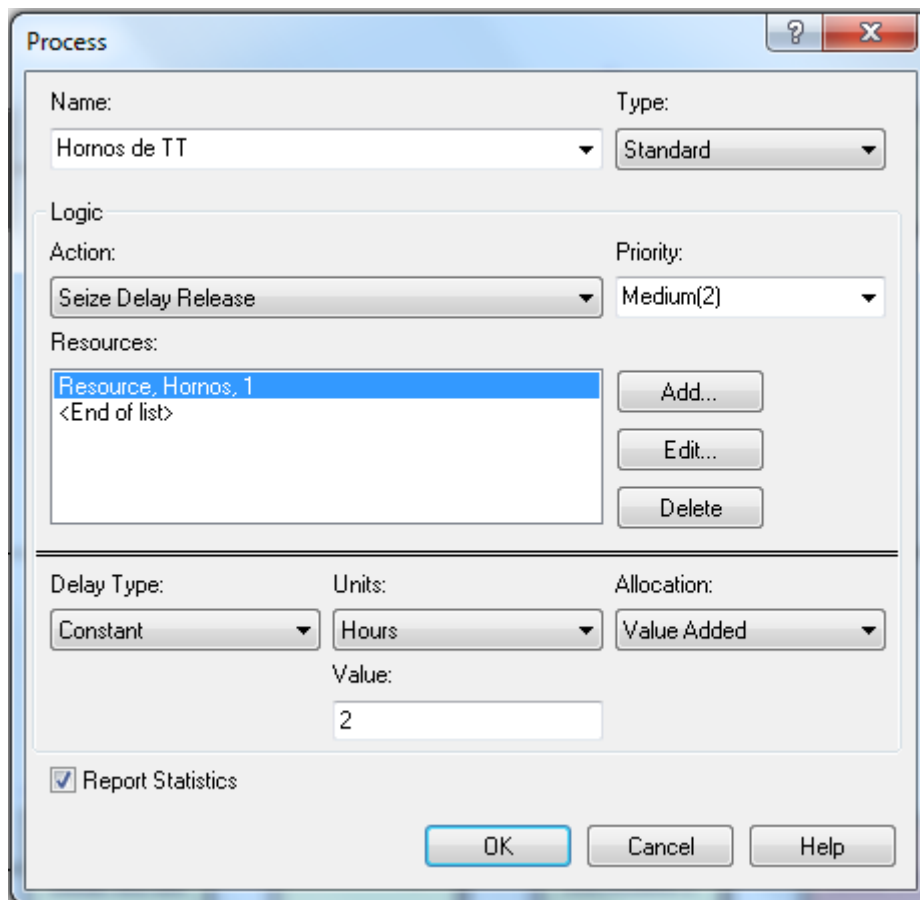 Process
?
X
Name:
Type:
Hornos de TT
Standard
Logic
Action:
Priority:
Seize Delay Release
Medium(2)
Resources:
Resource, Hornos, 1
<End of list>
Add...
Edit...
Delete
Delay Type:
Units:
Allocation:
Constant
Hours
Value Added
Value:
2
Report Statistics
OK
Cancel
Help